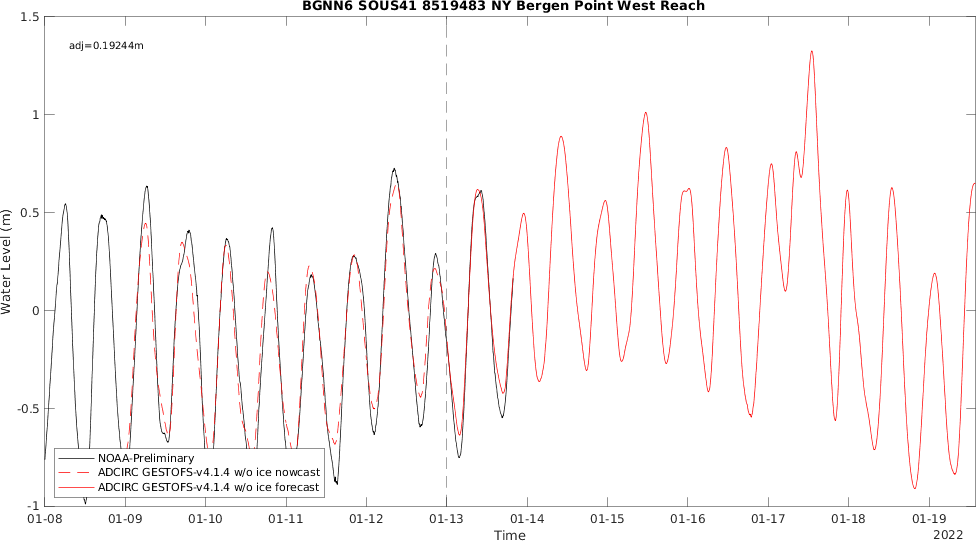 BGNN6 SOUS41 8519483 NY Bergen Point West Reach
1.5
adj=0.19244m
1
0.5
Water Level (m)
0
-0.5
NOAA-Preliminary
ADCIRC GESTOFS-v4.1.4 w/o ice nowcast
ADCIRC GESTOFS-v4.1.4 w/o ice forecast
-1
01-08 01-09 01-10 01-11 01-12 01-13 01-14 01-15 01-16 01-17 01-18 01-19
Time
2022